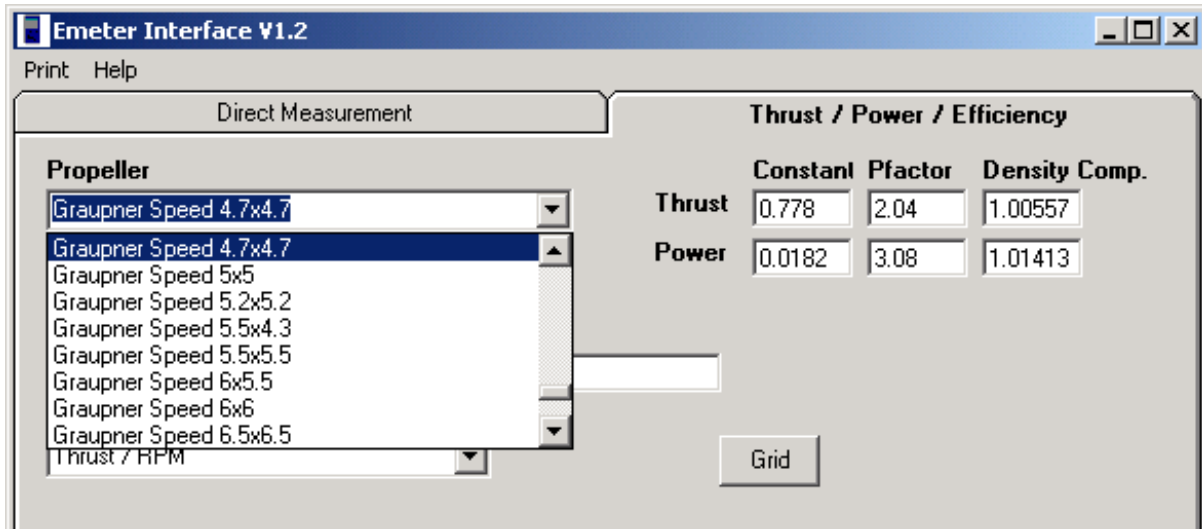 Emeter Interface V1.2
Print Help
Direct Measurement
Thrust / Power / Efficiency
Propeller
Constant Pfactor Density Comp.
Graupner Speed 4.7x4.7
Thrust 0.778 2.04 1.00557
Power 0.0182 3.08 1.01413
Graupner Speed 4.7x4.7
Graupner Speed 5x5
Graupner Speed 5.2x5.2
Graupner Speed 5.5x4.3
Graupner Speed 5.5x5.5
Graupner Speed 6x5.5
Graupner Speed 6x6
Graupner Speed 6.5x6.5
Thrust / RPM
Grid